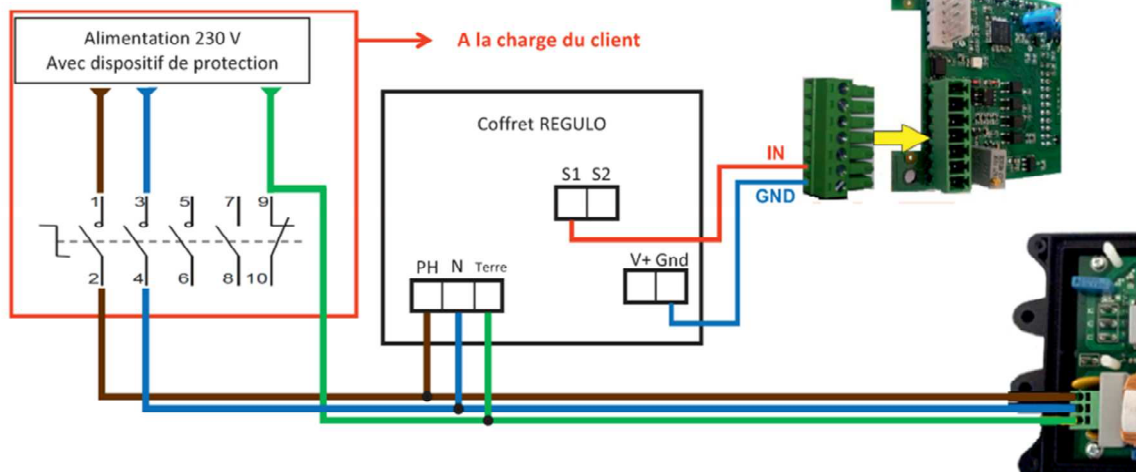 Alimentation 230 V
Avec dispositif de protection
A la charge du client
Coffret REGULO
S1 S2
IN
GND
V+ Gnd
PH N Terre
1 3 5 7 9
2 4 6 8 10